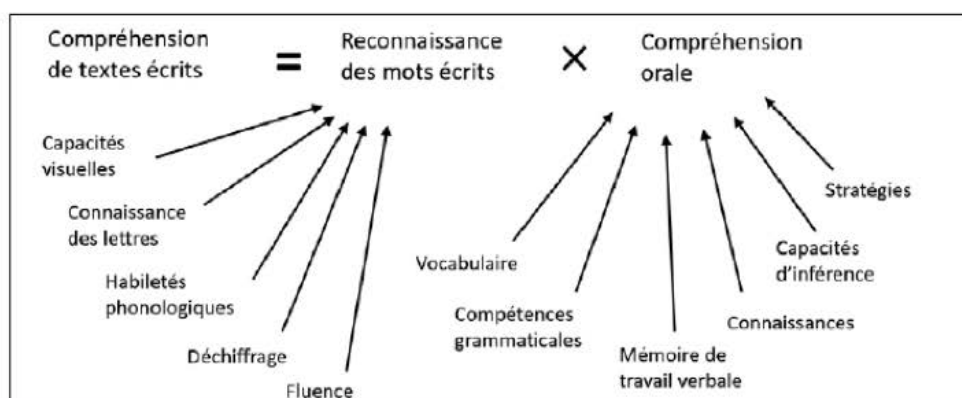 Compréhension
de textes écrits
=
Reconnaissance
des mots écrits
×
Compréhension
orale
Capacités
visuelles
Connaissance
des lettres
Habiletés
phonologiques
Déchiffrage
Fluence
Vocabulaire
Compétences
grammaticales
Mémoire de
travail verbale
Connaissances
Capacités
d'inférence
Stratégies